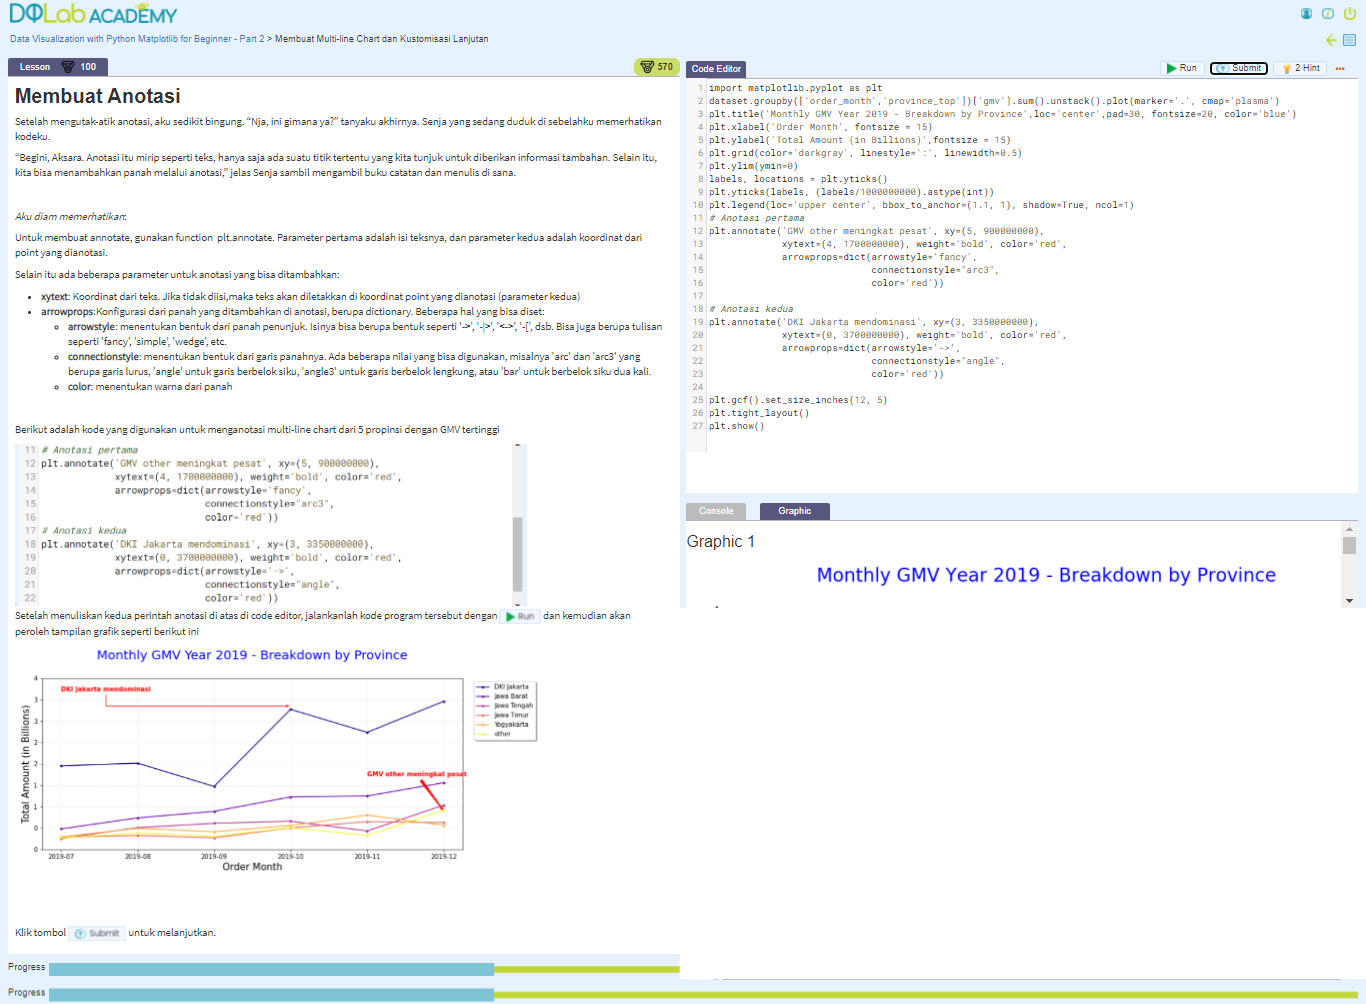 DQLab ACADEMY
Data Visualization with Python Matplotlib for Beginner - Part 2 > Membuat Multi-line Chart dan Kustomisasi Lanjutan
Lesson 100
570
Membuat Anotasi
Setelah mengutak-atik anotasi, aku sedikit bingung. “Nja, ini gimana ya?” tanyaku akhirnya. Senja yang sedang duduk di sebelahku memerhatikan
kodeku.
“Begini, Aksara. Anotasi itu mirip seperti teks, hanya saja ada suatu titik tertentu yang kita tunjuk untuk diberikan informasi tambahan. Selain itu,
kita bisa menambahkan panah melalui anotasi,” jelas Senja sambil mengambil buku catatan dan menulis di sana.
Aku diam memerhatikan:
Untuk membuat annotate, gunakan function plt.annotate. Parameter pertama adalah isi teksnya, dan parameter kedua adalah koordinat dari
point yang dianotasi.
Selain itu ada beberapa parameter untuk anotasi yang bisa ditambahkan:
• xytext: Koordinat dari teks. Jika tidak diisi,maka teks akan diletakkan di koordinat point yang dianotasi (parameter kedua)
• arrowprops:Konfigurasi dari panah yang ditambahkan di anotasi, berupa dictionary. Beberapa hal yang bisa diset:
○ arrowstyle: menentukan bentuk dari panah penunjuk. Isinya bisa berupa bentuk seperti '->', '-|>', '<->', '-[', dsb. Bisa juga berupa tulisan
seperti 'fancy', 'simple', 'wedge', etc.
○ connectionstyle: menentukan bentuk dari garis panahnya. Ada beberapa nilai yang bisa digunakan, misalnya 'arc' dan 'arc3' yang
berupa garis lurus, 'angle' untuk garis berbelok siku, 'angle3' untuk garis berbelok lengkung, atau 'bar' untuk berbelok siku dua kali.
○ color: menentukan warna dari panah
Berikut adalah kode yang digunakan untuk menganotasi multi-line chart dari 5 propinsi dengan GMV tertinggi
11 # Anotasi pertama
12 plt.annotate('GMV other meningkat pesat', xy=(5, 900000000),
13 xytext=(4, 1700000000), weight='bold', color='red',
14 arrowprops=dict(arrowstyle='fancy',
15 connectionstyle="arc3",
16 color='red'))
17 # Anotasi kedua
18 plt.annotate('DKI Jakarta mendominasi', xy=(3, 3350000000),
19 xytext=(0, 3700000000), weight='bold', color='red',
20 arrowprops=dict(arrowstyle='->',
21 connectionstyle="angle",
22 color='red'))
Setelah menuliskan kedua perintah anotasi di atas di code editor, jalankanlah kode program tersebut dengan Run dan kemudian akan
peroleh tampilan grafik seperti berikut ini
Monthly GMV Year 2019 - Breakdown by Province
Total Amount (in Billions)
4
3
3
2
2
1
1
0
0
DKI Jakarta mendominasi
GMV other meningkat pesat
DKI Jakarta
Jawa Barat
Jawa Tengah
Jawa Timur
Yogyakarta
other
2019-07 2019-08 2019-09 2019-10 2019-11 2019-12
Order Month
Klik tombol Submit untuk melanjutkan.
Progress
Progress
Code Editor
Run Submit 2 Hint
1 import matplotlib.pyplot as plt
2 dataset.groupby(['order_month','province_top'])['gmv'].sum().unstack().plot(marker='.', cmap='plasma')
3 plt.title('Monthly GMV Year 2019 - Breakdown by Province',loc='center',pad=30, fontsize=20, color='blue')
4 plt.xlabel('Order Month', fontsize = 15)
5 plt.ylabel('Total Amount (in Billions)',fontsize = 15)
6 plt.grid(color='darkgray', linestyle=':', linewidth=0.5)
7 plt.ylim(ymin=0)
8 labels, locations = plt.yticks()
9 plt.yticks(labels, (labels/1000000000).astype(int))
10 plt.legend(loc='upper center', bbox_to_anchor=(1.1, 1), shadow=True, ncol=1)
11 # Anotasi pertama
12 plt.annotate('GMV other meningkat pesat', xy=(5, 900000000),
13 xytext=(4, 1700000000), weight='bold', color='red',
14 arrowprops=dict(arrowstyle='fancy',
15 connectionstyle="arc3",
16 color='red'))
17
18 # Anotasi kedua
19 plt.annotate('DKI Jakarta mendominasi', xy=(3, 3350000000),
20 xytext=(0, 3700000000), weight='bold', color='red',
21 arrowprops=dict(arrowstyle='->',
22 connectionstyle="angle",
23 color='red'))
24
25 plt.gcf().set_size_inches(12, 5)
26 plt.tight_layout()
27 plt.show()
Console Graphic
Graphic 1
Monthly GMV Year 2019 - Breakdown by Province